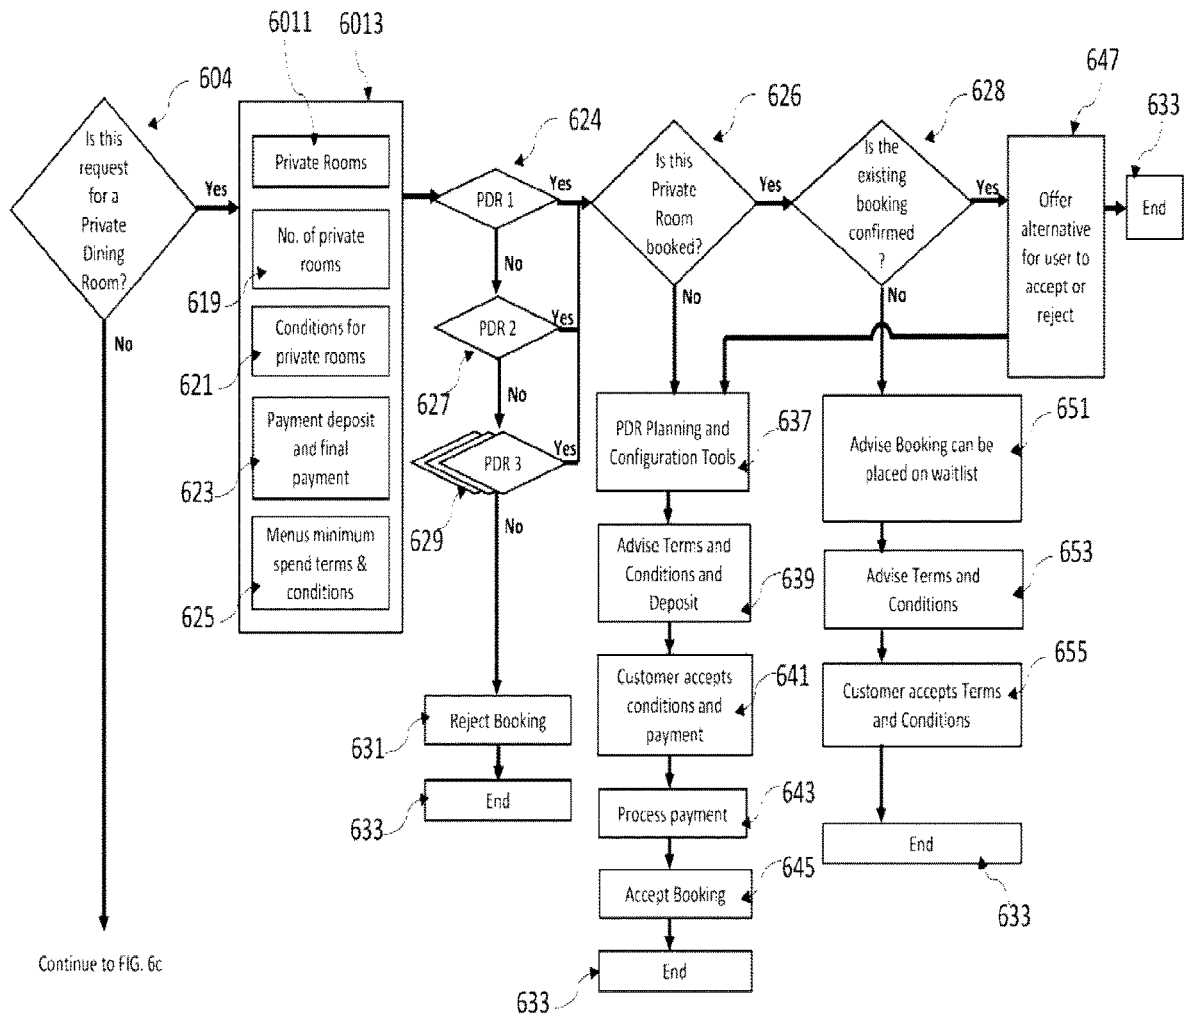 6011
6013
604
624
626
628
647
633
Is this
request
for a
Private
Dining
Room?
Yes
No
Continue to FIG. 6c
Private Rooms
No. of private
rooms
619
Conditions for
private rooms
621
Payment deposit
and final
payment
623
Menus minimum
spend terms &
conditions
625
PDR 1
Yes
No
PDR 2
Yes
627
No
PDR 3
Yes
629
No
Reject Booking
631
End
633
Is this
Private
Room
booked?
Yes
No
PDR Planning and
Configuration Tools
637
Advise Terms and
Conditions and
Deposit
639
Customer accepts
conditions and
payment
641
Process payment
643
Accept Booking
645
End
633
Is the
existing
booking
confirmed
?
Yes
No
Advise Booking can be
placed on waitlist
651
Advise Terms and
Conditions
653
Customer accepts Terms
and Conditions
655
End
633
Offer
alternative
for user to
accept or
reject
End